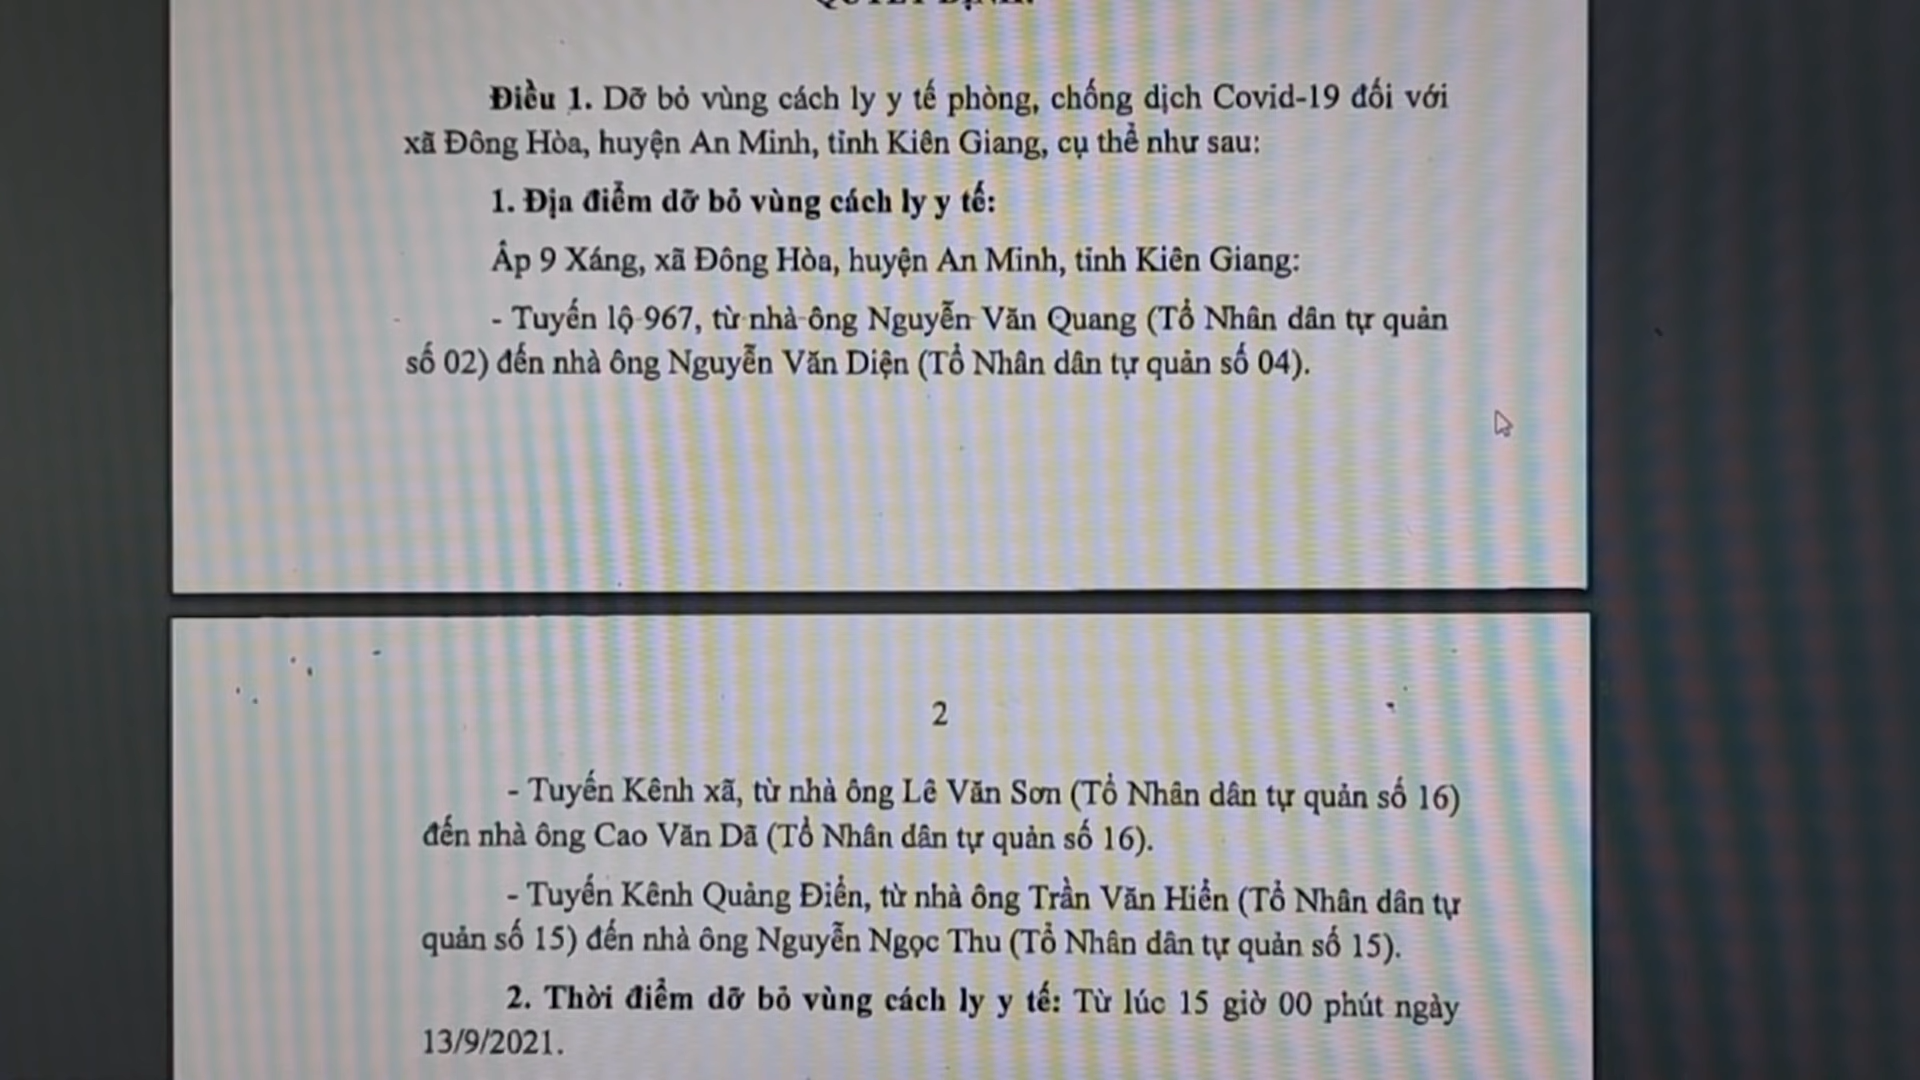 QUYẾT ĐỊNH:
Điều 1. Dỡ bỏ vùng cách ly y tế phòng, chống dịch Covid-19 đối với
xã Đông Hòa, huyện An Minh, tỉnh Kiên Giang, cụ thể như sau:
1. Địa điểm dỡ bỏ vùng cách ly y tế:
Ấp 9 Xáng, xã Đông Hòa, huyện An Minh, tỉnh Kiên Giang:
- Tuyến lộ 967, từ nhà ông Nguyễn Văn Quang (Tổ Nhân dân tự quản
số 02) đến nhà ông Nguyễn Văn Diện (Tổ Nhân dân tự quản số 04).
2
- Tuyến Kênh xã, từ nhà ông Lê Văn Sơn (Tổ Nhân dân tự quản số 16)
đến nhà ông Cao Văn Dã (Tổ Nhân dân tự quản số 16).
- Tuyến Kênh Quảng Điển, từ nhà ông Trần Văn Hiển (Tổ Nhân dân tự
quản số 15) đến nhà ông Nguyễn Ngọc Thu (Tổ Nhân dân tự quản số 15).
2. Thời điểm dỡ bỏ vùng cách ly y tế: Từ lúc 15 giờ 00 phút ngày
13/9/2021.